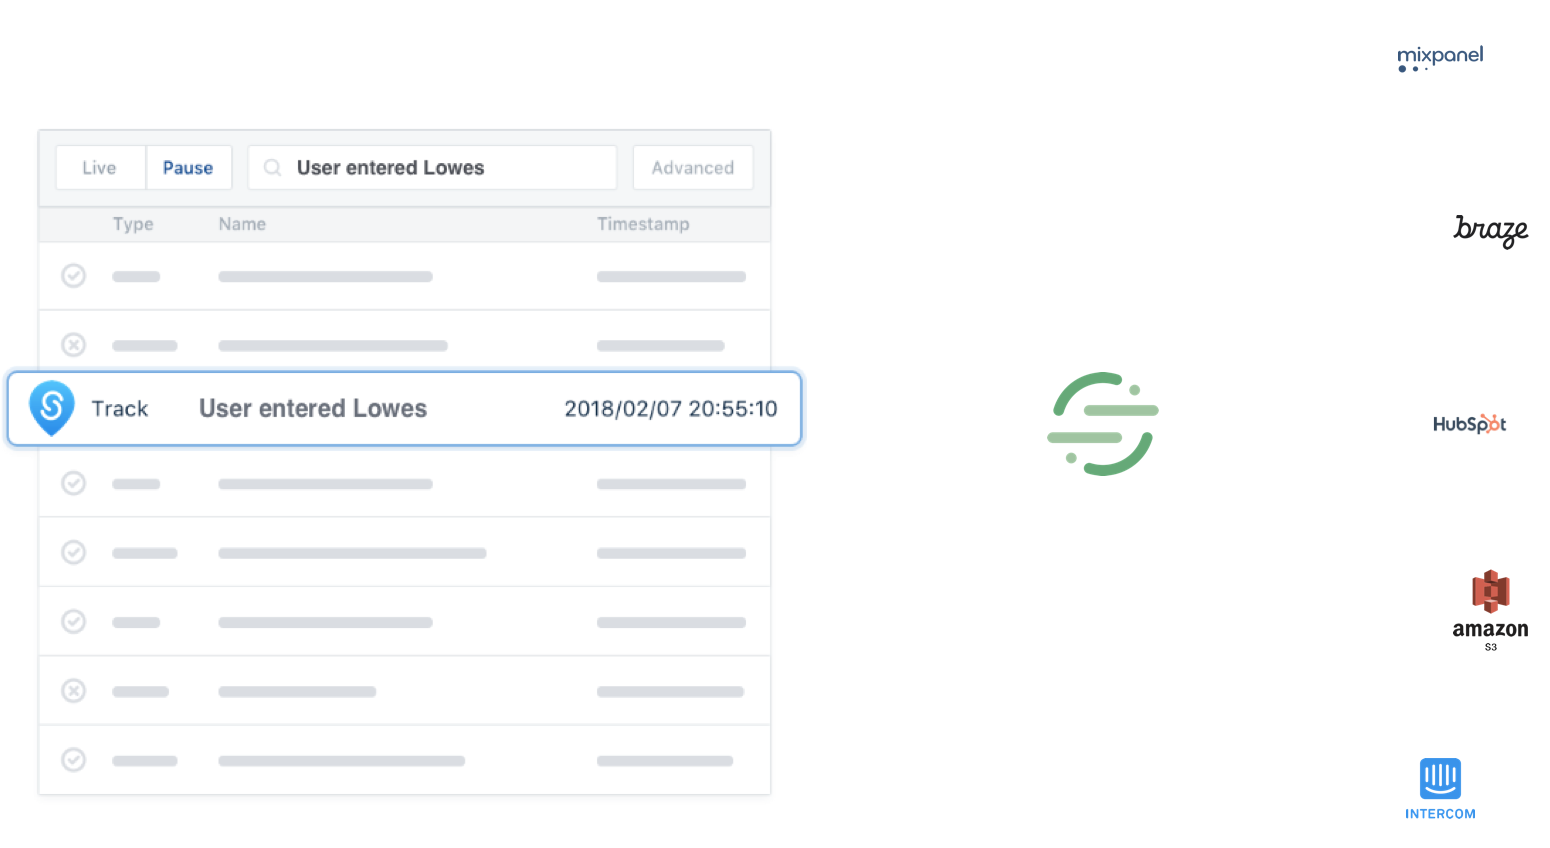 mixpanel
Live Pause User entered Lowes Advanced
Type Name Timestamp
braze
Track User entered Lowes 2018/02/07 20:55:10
HubSpot
amazon
S3
INTERCOM